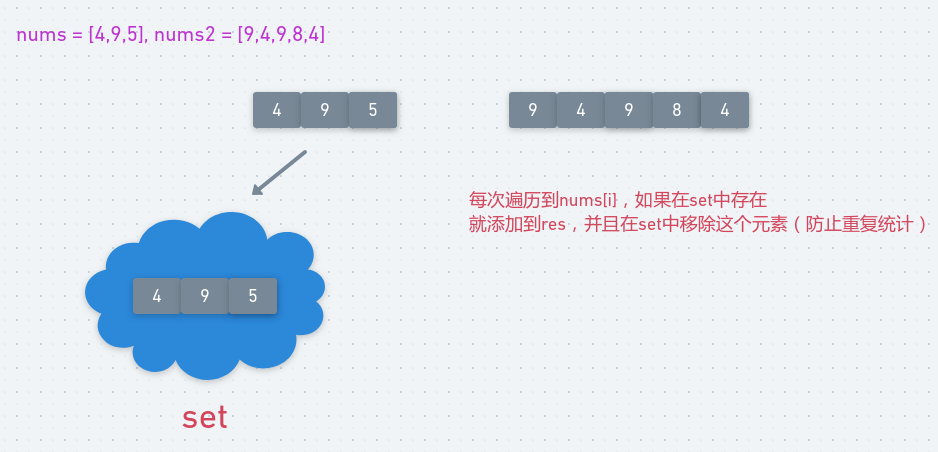 nums = [4,9,5], nums2 = [9,4,9,8,4]
4 9 5
9 4 9 8 4
每次遍历到nums[i}，如果在set中存在
就添加到res，并且在set中移除这个元素（防止重复统计）
4 9 5
set